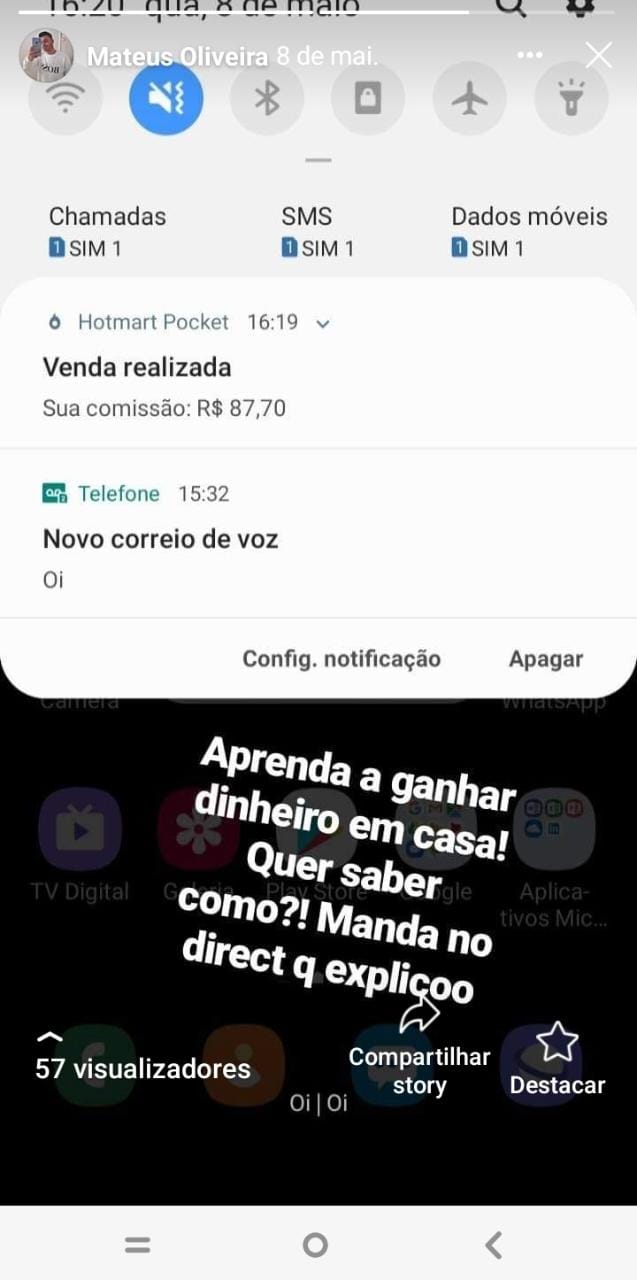 16:20 qua, 8 de maio
Mateus Oliveira 8 de mai.
Chamadas
1 SIM 1
SMS
1 SIM 1
Dados móveis
1 SIM 1
Hotmart Pocket 16:19
Venda realizada
Sua comissão: R$ 87,70
Telefone 15:32
Novo correio de voz
Oi
Config. notificação
Apagar
Câmera
WhatsApp
Aprenda a ganhar
dinheiro em casa!
Quer saber
como?! Manda no
direct q expliçoo
TV Digital
Galeria
Play Store
Google
Aplica-
tivos Mic...
57 visualizadores
Compartilhar
story
Destacar
Oi | Oi